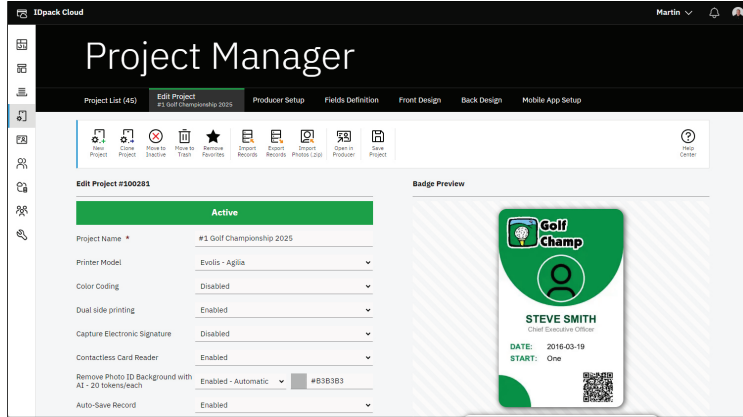 IDpack Cloud
Martin
Project Manager
Project List (45)
Edit Project
#1 Golf Championship 2025
Producer Setup
Fields Definition
Front Design
Back Design
Mobile App Setup
New Project
Clone Project
Move to Inactive
Move to Trash
Remove Favorites
Import Records
Export Records
Import Photos (.zip)
Open in Producer
Save Project
Help Center
Edit Project #100281
Badge Preview
Active
Project Name * #1 Golf Championship 2025
Printer Model Evolis - Agilia
Color Coding Disabled
Dual side printing Enabled
Capture Electronic Signature Disabled
Contactless Card Reader Enabled
Remove Photo ID Background with
AI - 20 tokens/each Enabled - Automatic #B3B3B3
Auto-Save Record Enabled
Golf
Champ
STEVE SMITH
Chief Executive Officer
DATE: 2016-03-19
START: One